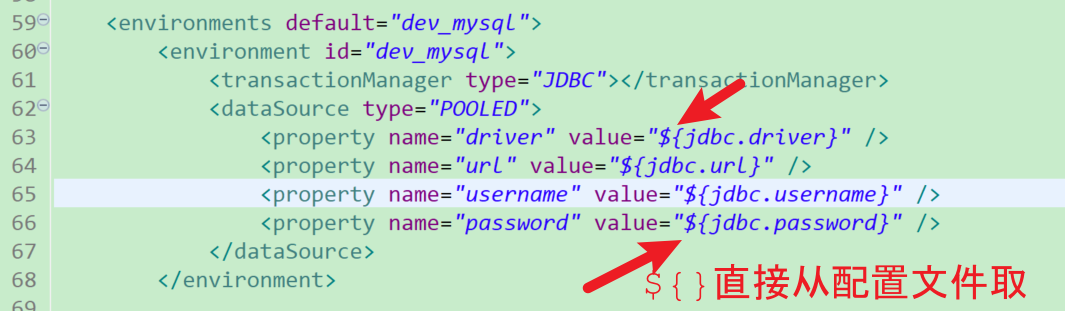 59 <environments default="dev_mysql">
60 <environment id="dev_mysql">
61 <transactionManager type="JDBC"></transactionManager>
62 <dataSource type="POOLED">
63 <property name="driver" value="${jdbc.driver}" />
64 <property name="url" value="${jdbc.url}" />
65 <property name="username" value="${jdbc.username}" />
66 <property name="password" value="${jdbc.password}" />
67 </dataSource>
68 </environment>
${}直接从配置文件取